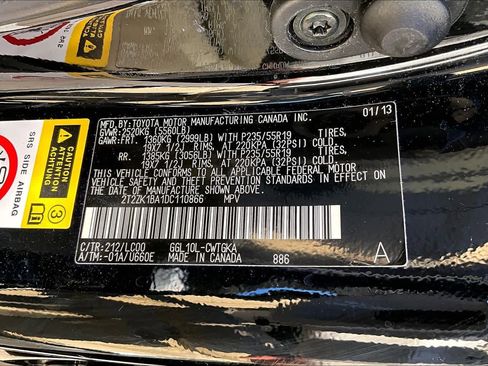 MFD. BY: TOYOTA MOTOR MANUFACTURING CANADA INC. 01/13
GVWR: 2520KG (5560LB)
GAWR: FRT. 1360KG (2999LB) WITH P235/55R19 TIRES,
19X7 1/2J RIMS, AT 220KPA (32PSI) COLD
RR. 1385KG (3055LB) WITH P235/55R19 TIRES,
19X7 1/2J RIMS, AT 220KPA (32PSI) COLD
THIS VEHICLE CONFORMS TO ALL APPLICABLE FEDERAL MOTOR
VEHICLE SAFETY AND THEFT PREVENTION STANDARDS IN EFFECT
ON THE DATE OF MANUFACTURE SHOWN ABOVE.
2T2ZK1BA1DC110866 MPV
C/TR: 212/LC00 GGL10L-CWTGKA
A/TM: -01A/U660E MADE IN CANADA 886 A
SRS SIDE AIRBAG
CAUTION
3